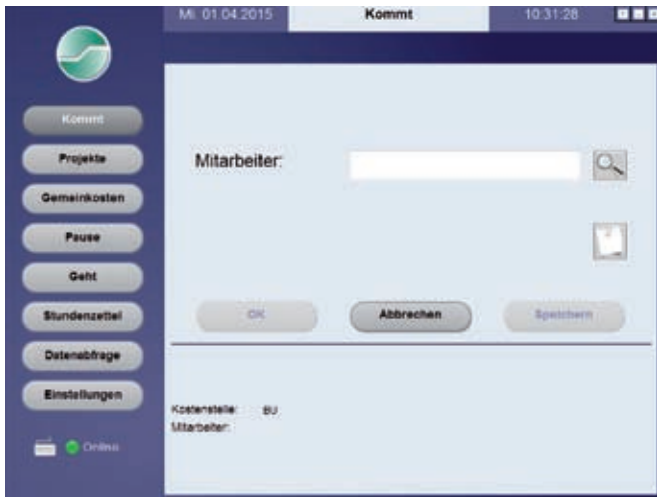 Mi. 01.04.2015 Kommt 10:31:28
Kommt
Projekte
Mitarbeiter:
Gemeinkosten
Pause
Geht
Stundenzettel
OK Abbrechen Speichern
Datenabfrage
Einstellungen
Kostenstelle: BJ
Mitarbeiter:
Online